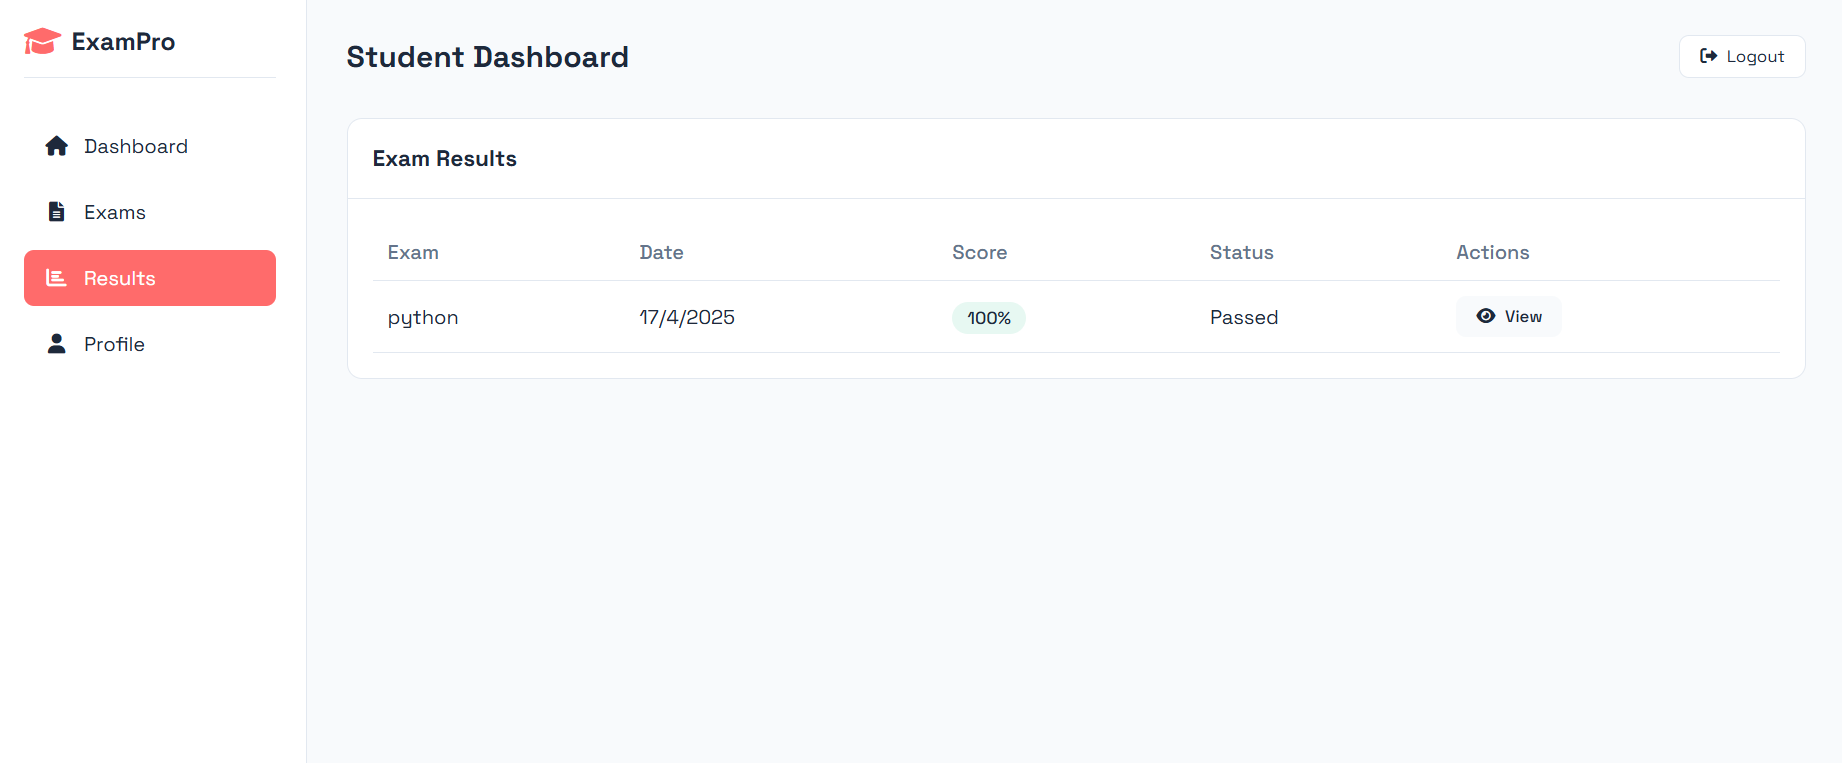 ExamPro
Dashboard
Exams
Results
Profile
Student Dashboard
Logout
Exam Results
Exam Date Score Status Actions
python 17/4/2025 100% Passed View